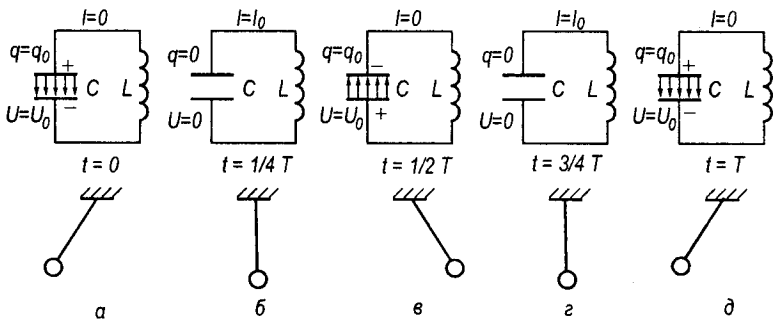 I=0 I=I₀ I=0 I=I₀ I=0
q=q₀ + q=0 q=q₀ − q=0 q=q₀ +
C L C L C L C L C L
U=U₀ − U=0 U=U₀ + U=0 U=U₀ −
t = 0 t = 1/4 T t = 1/2 T t = 3/4 T t = T
а б в г д